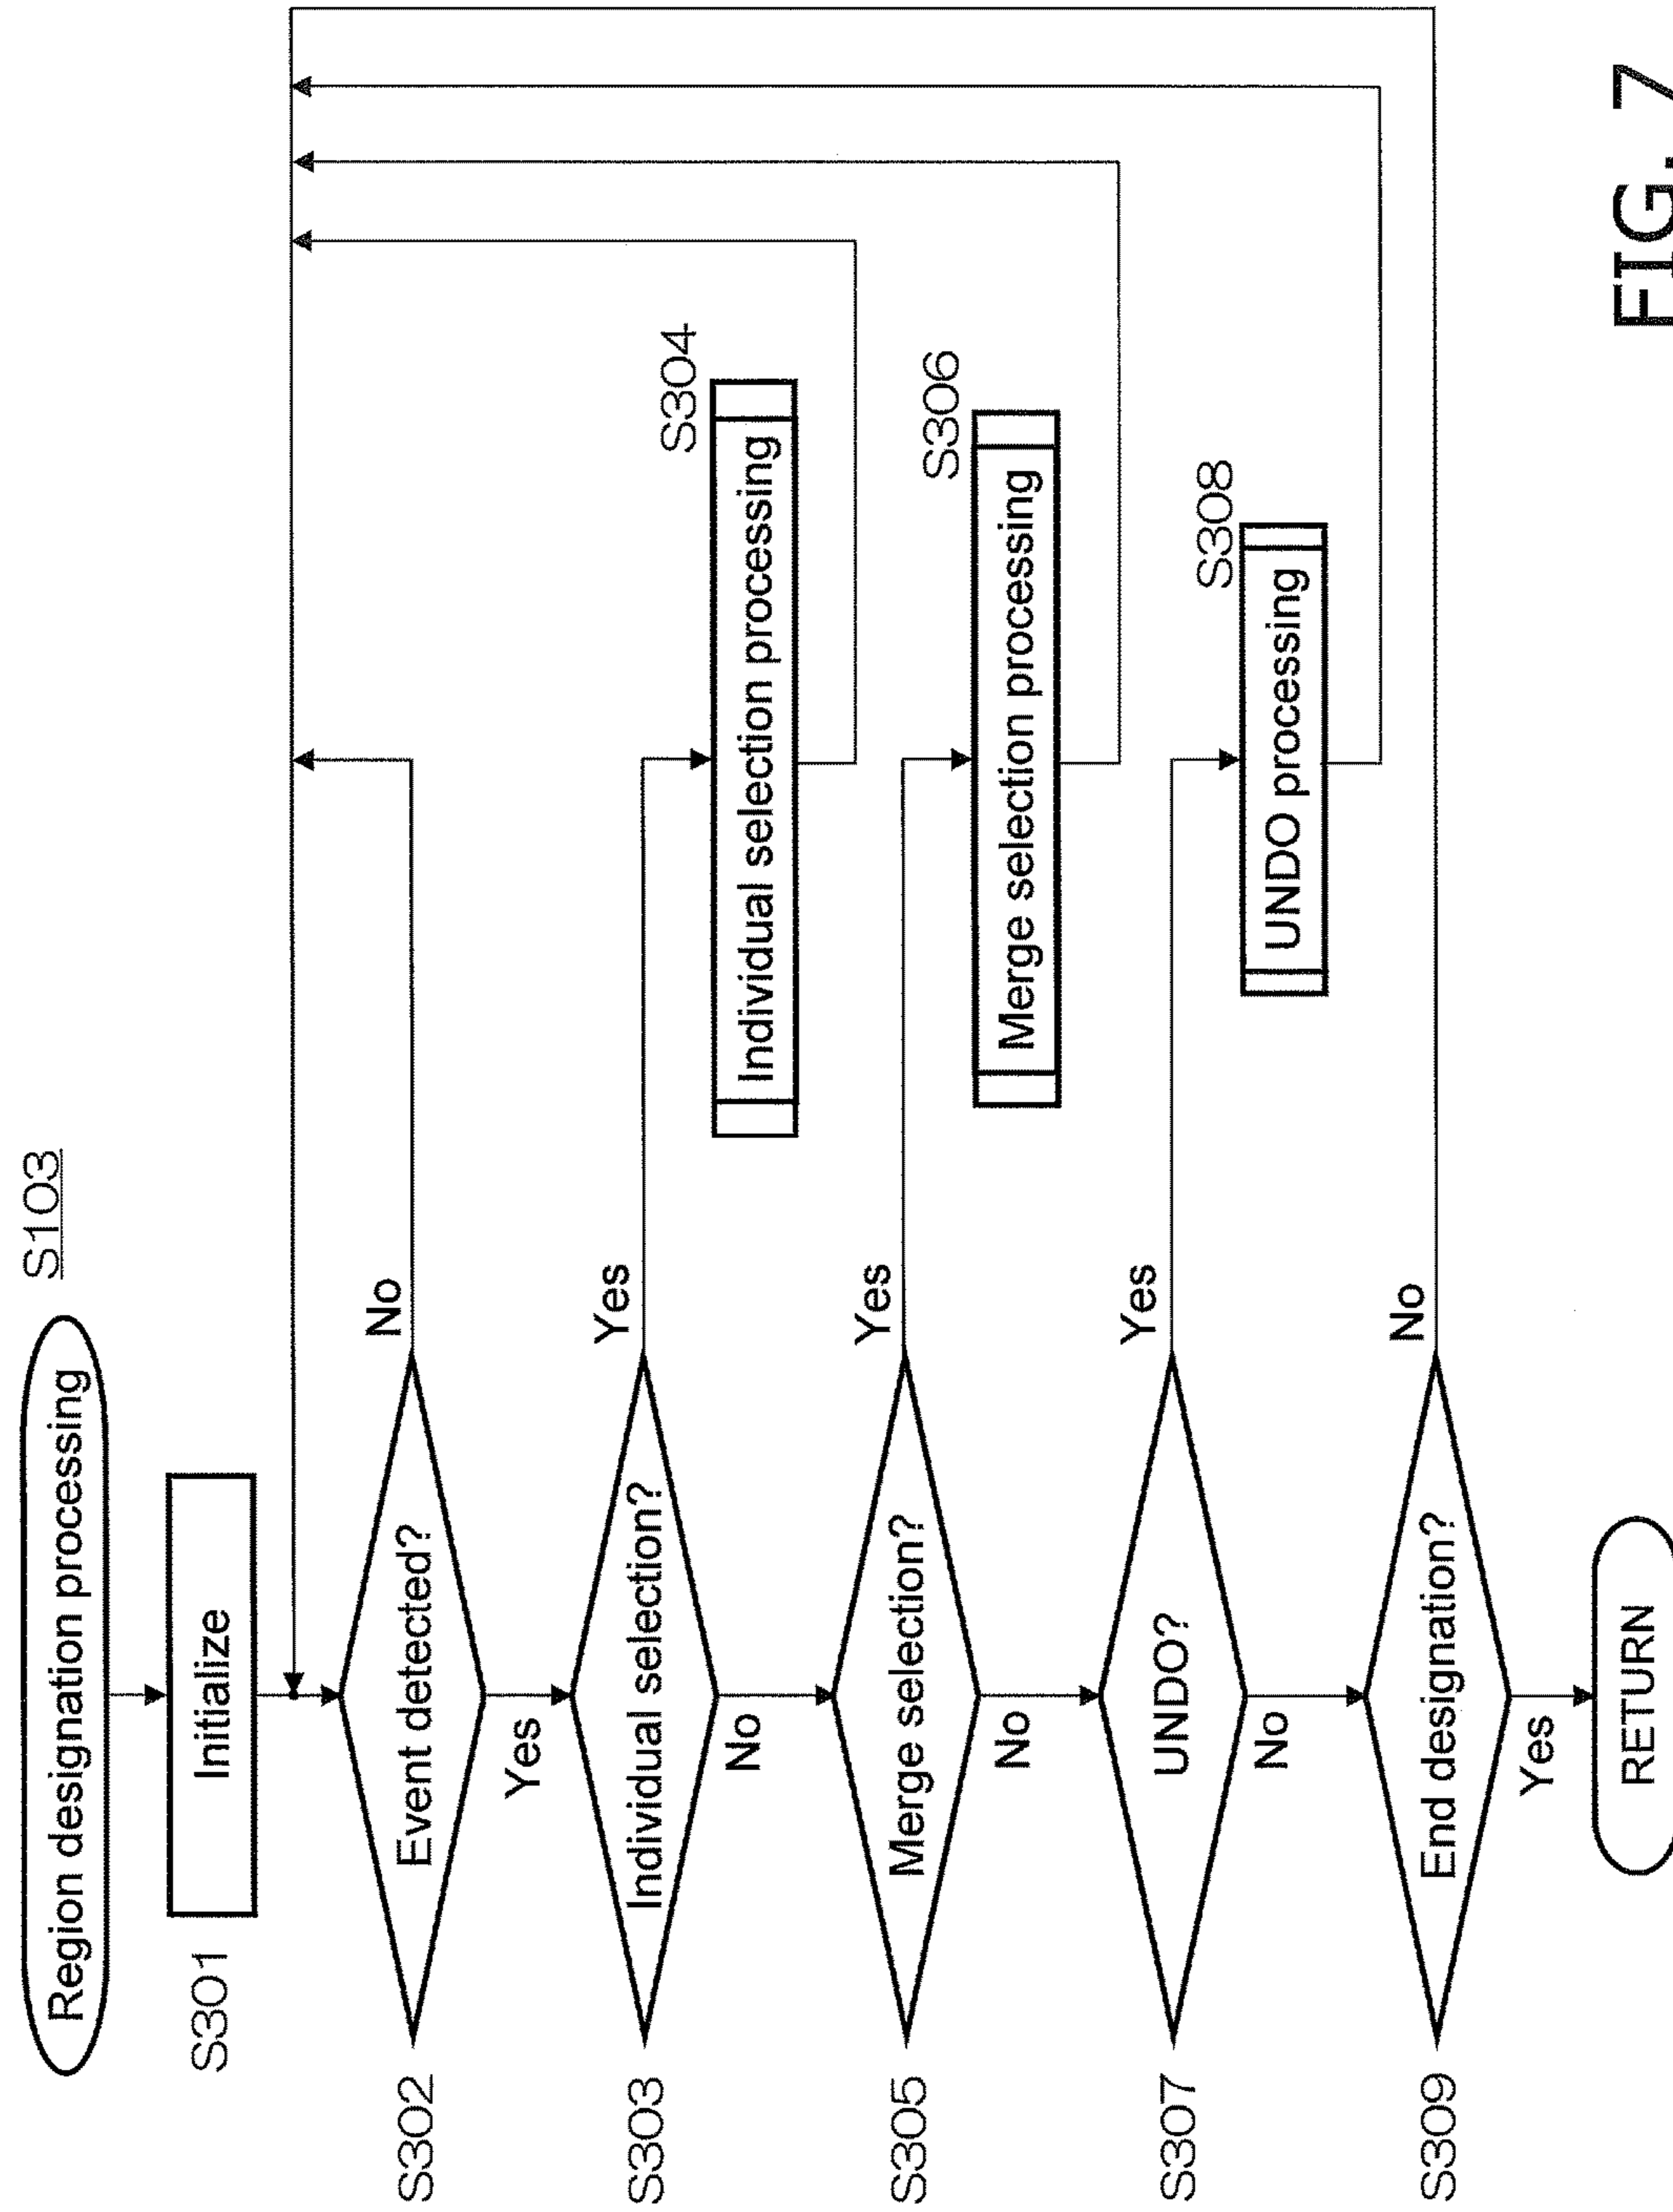 Region designation processing
S103
S301
Initialize
S302
Event detected?
No
Yes
S303
Individual selection?
Yes
S304
Individual selection processing
No
S305
Merge selection?
Yes
S306
Merge selection processing
No
S307
UNDO?
Yes
S308
UNDO processing
No
S309
End designation?
No
Yes
RETURN
FIG. 7